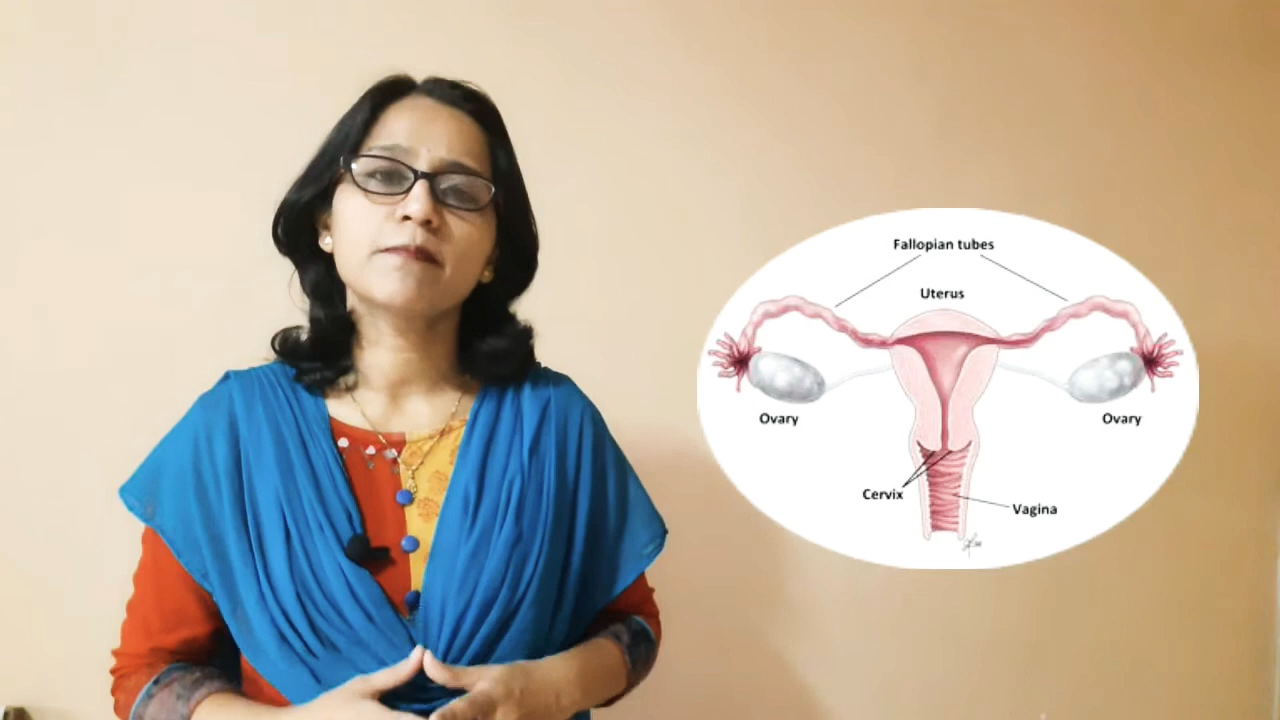 Fallopian tubes
Uterus
Ovary
Ovary
Cervix
Vagina